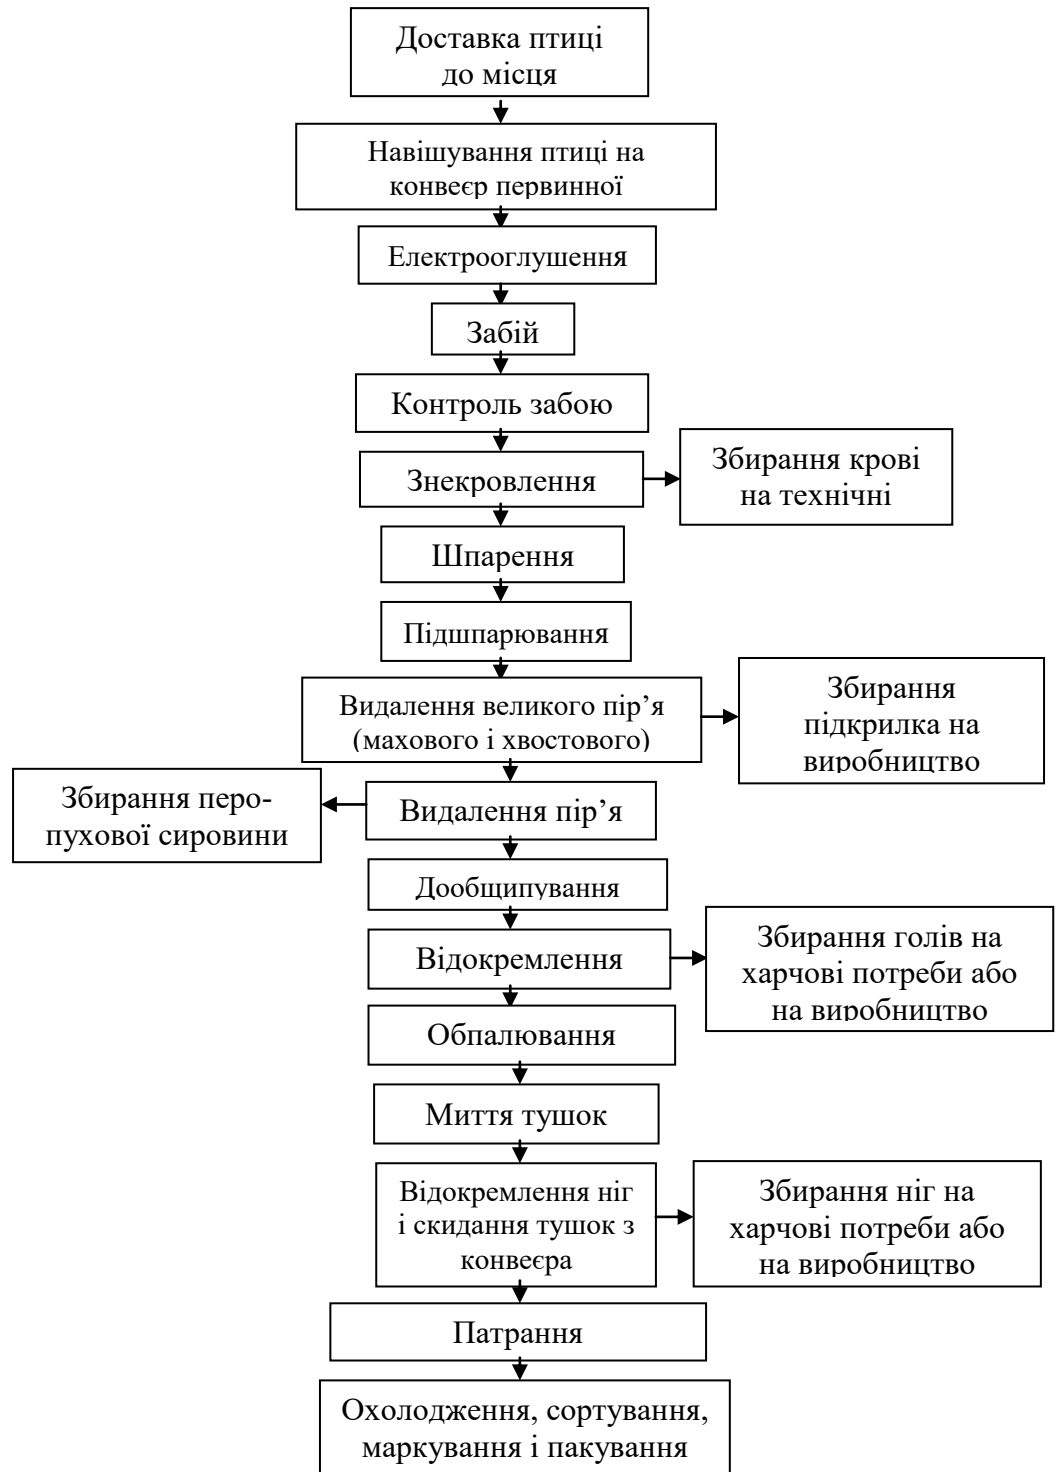 Доставка птиці
до місця
Навішування птиці на
конвеєр первинної
Електрооглушення
Забій
Контроль забою
Знекровлення
Збирання крові
на технічні
Шпарення
Підшпарювання
Видалення великого пір’я
(махового і хвостового)
Збирання
підкрилка на
виробництво
Збирання перо-
пухової сировини
Видалення пір’я
Дообщипування
Відокремлення
Збирання голів на
харчові потреби або
на виробництво
Обпалювання
Миття тушок
Відокремлення ніг
і скидання тушок з
конвеєра
Збирання ніг на
харчові потреби або
на виробництво
Патрання
Охолодження, сортування,
маркування і пакування